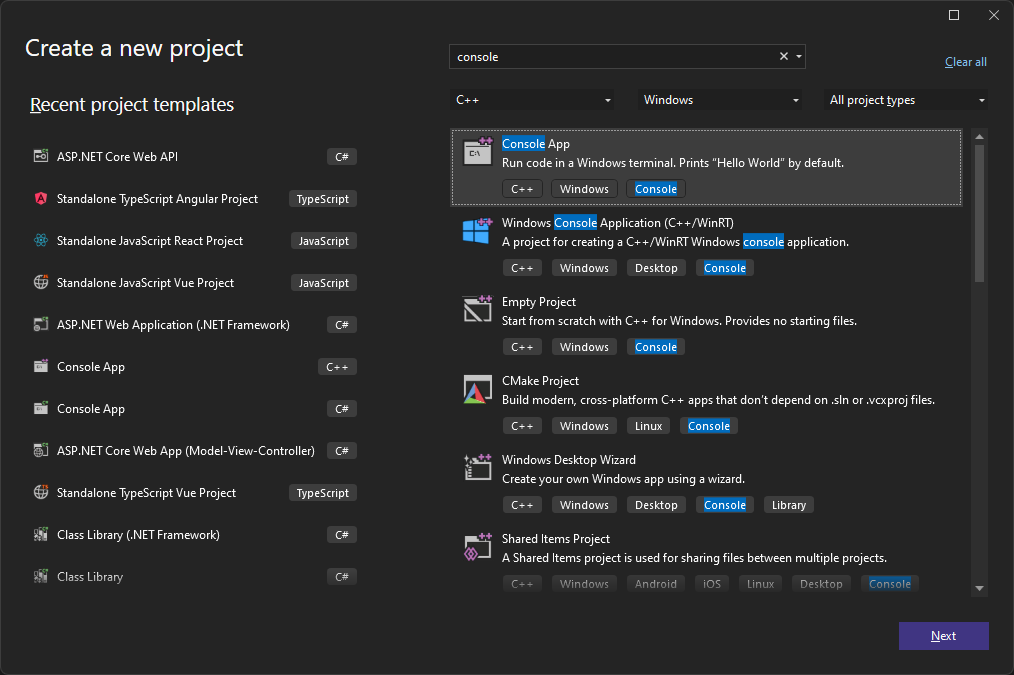 Create a new project
console
Clear all
C++
Windows
All project types
Recent project templates
ASP.NET Core Web API
C#
Standalone TypeScript Angular Project
TypeScript
Standalone JavaScript React Project
JavaScript
Standalone JavaScript Vue Project
JavaScript
ASP.NET Web Application (.NET Framework)
C#
Console App
C++
Console App
C#
ASP.NET Core Web App (Model-View-Controller)
C#
Standalone TypeScript Vue Project
TypeScript
Class Library (.NET Framework)
C#
Class Library
C#
Console App
Run code in a Windows terminal. Prints "Hello World" by default.
C++ Windows Console
Windows Console Application (C++/WinRT)
A project for creating a C++/WinRT Windows console application.
C++ Windows Desktop Console
Empty Project
Start from scratch with C++ for Windows. Provides no starting files.
C++ Windows Console
CMake Project
Build modern, cross-platform C++ apps that don't depend on .sln or .vcxproj files.
C++ Windows Linux Console
Windows Desktop Wizard
Create your own Windows app using a wizard.
C++ Windows Desktop Console Library
Shared Items Project
A Shared Items project is used for sharing files between multiple projects.
C++ Windows Android iOS Linux Desktop Console
Next